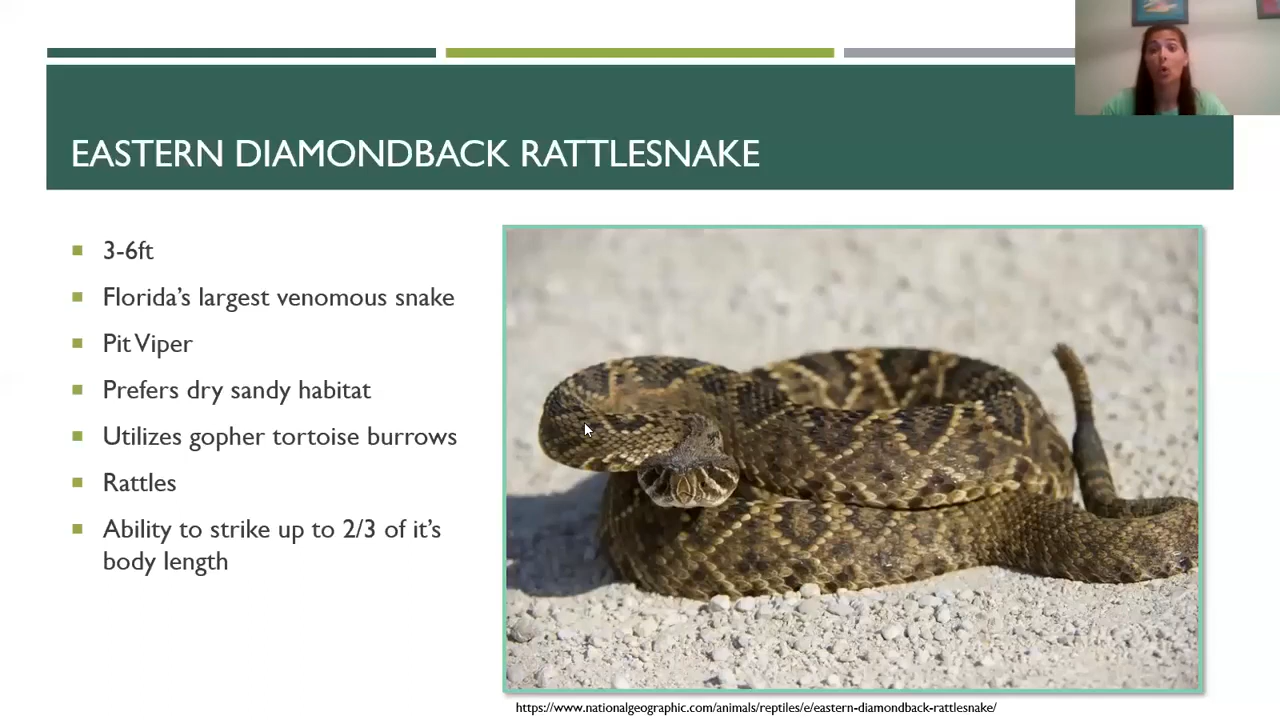 EASTERN DIAMONDBACK RATTLESNAKE
3-6ft
Florida's largest venomous snake
Pit Viper
Prefers dry sandy habitat
Utilizes gopher tortoise burrows
Rattles
Ability to strike up to 2/3 of it's
body length
https://www.nationalgeographic.com/animals/reptiles/e/eastern-diamondback-rattlesnake/